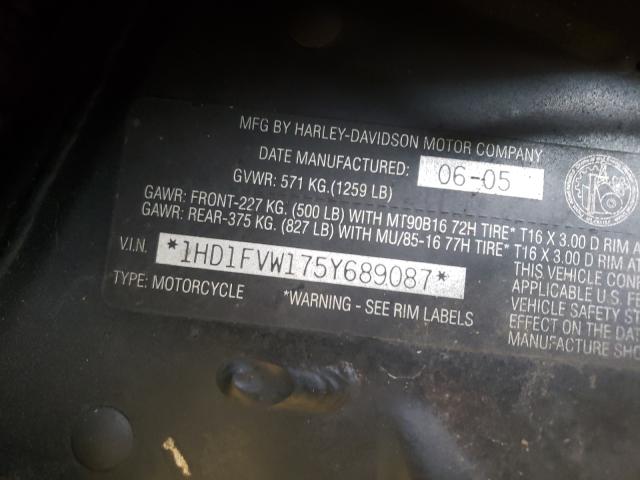 MFG BY HARLEY-DAVIDSON MOTOR COMPANY
DATE MANUFACTURED: 06-05
GVWR: 571 KG.(1259 LB)
GAWR: FRONT-227 KG. (500 LB) WITH MT90B16 72H TIRE* T16 X 3.00 D RIM AT
GAWR: REAR-375 KG. (827 LB) WITH MU/85-16 77H TIRE* T16 X 3.00 D RIM AT
V.I.N. *1HD1FVW175Y689087*
TYPE: MOTORCYCLE *WARNING - SEE RIM LABELS
THIS VEHICLE CON
APPLICABLE U.S. F
VEHICLE SAFETY ST
EFFECT ON THE DA
MANUFACTURE SHO